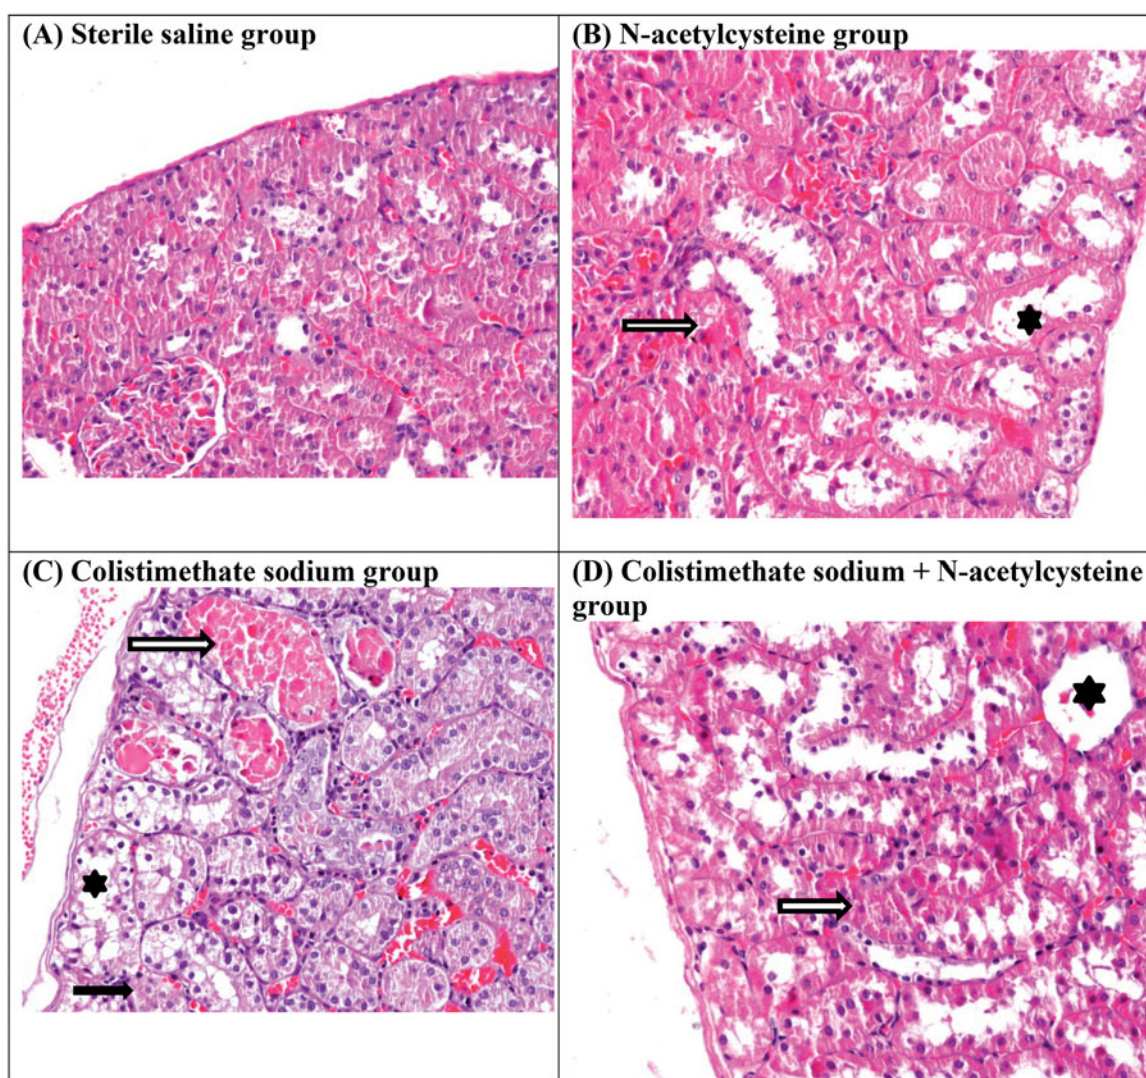 (A) Sterile saline group
(B) N-acetylcysteine group
(C) Colistimethate sodium group
(D) Colistimethate sodium + N-acetylcysteine
group